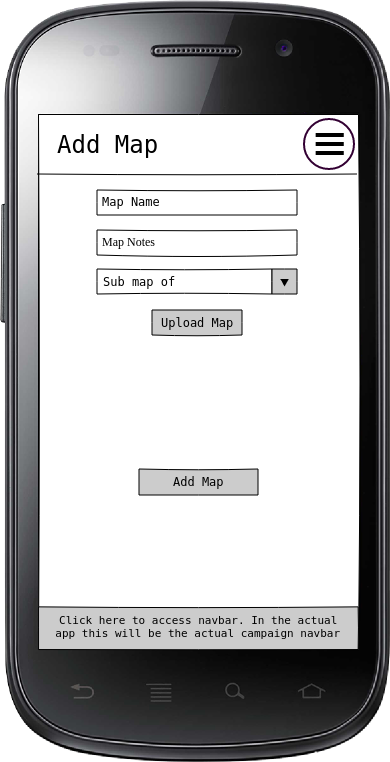 Add Map
Map Name
Map Notes
Sub map of
Upload Map
Add Map
Click here to access navbar. In the actual
app this will be the actual campaign navbar